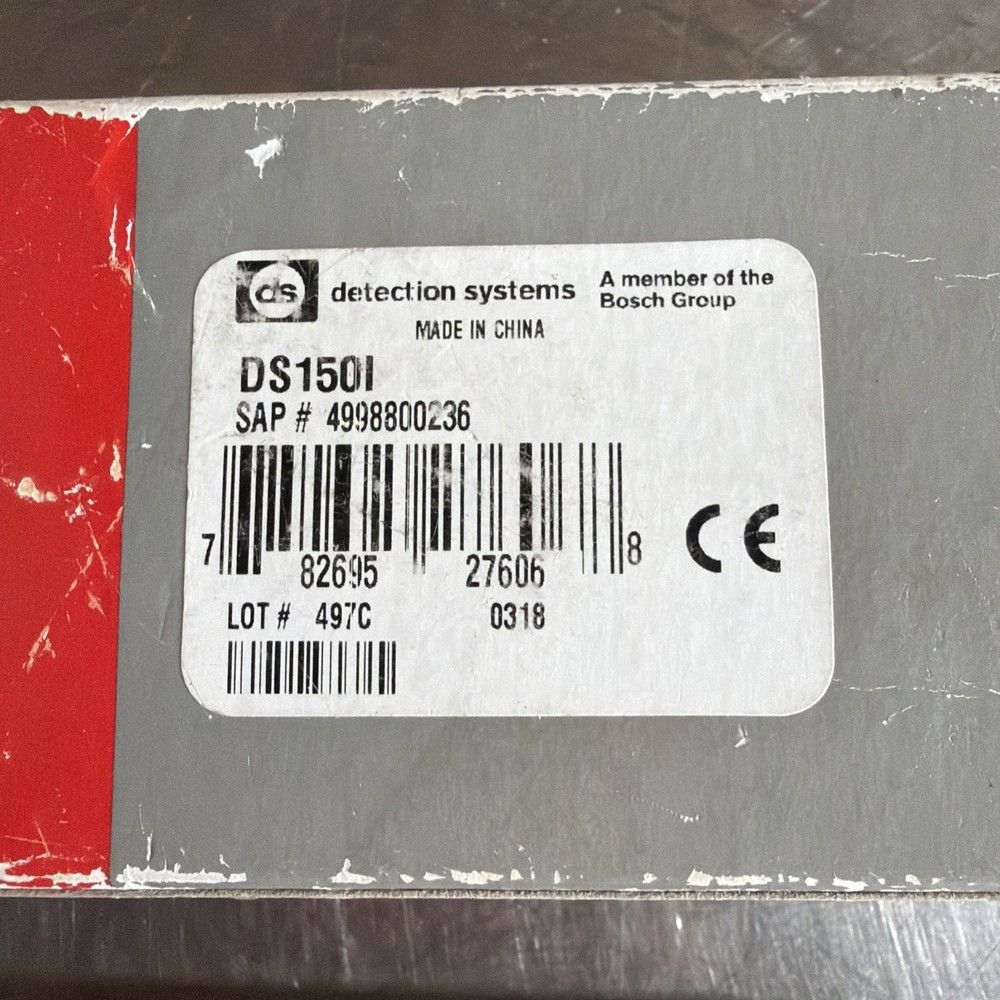 ds detection systems A member of the
Bosch Group
MADE IN CHINA
DS150I
SAP # 4998800236
7 82695 27606 8
CE
LOT # 497C 0318